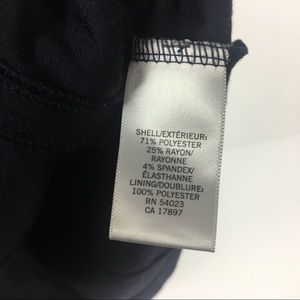 SHELL/EXTÉRIEUR:
71% POLYESTER
25% RAYON/
RAYONNE
4% SPANDEX/
ÉLASTHANNE
LINING/DOUBLURE:
100% POLYESTER
RN 54023
CA 17897